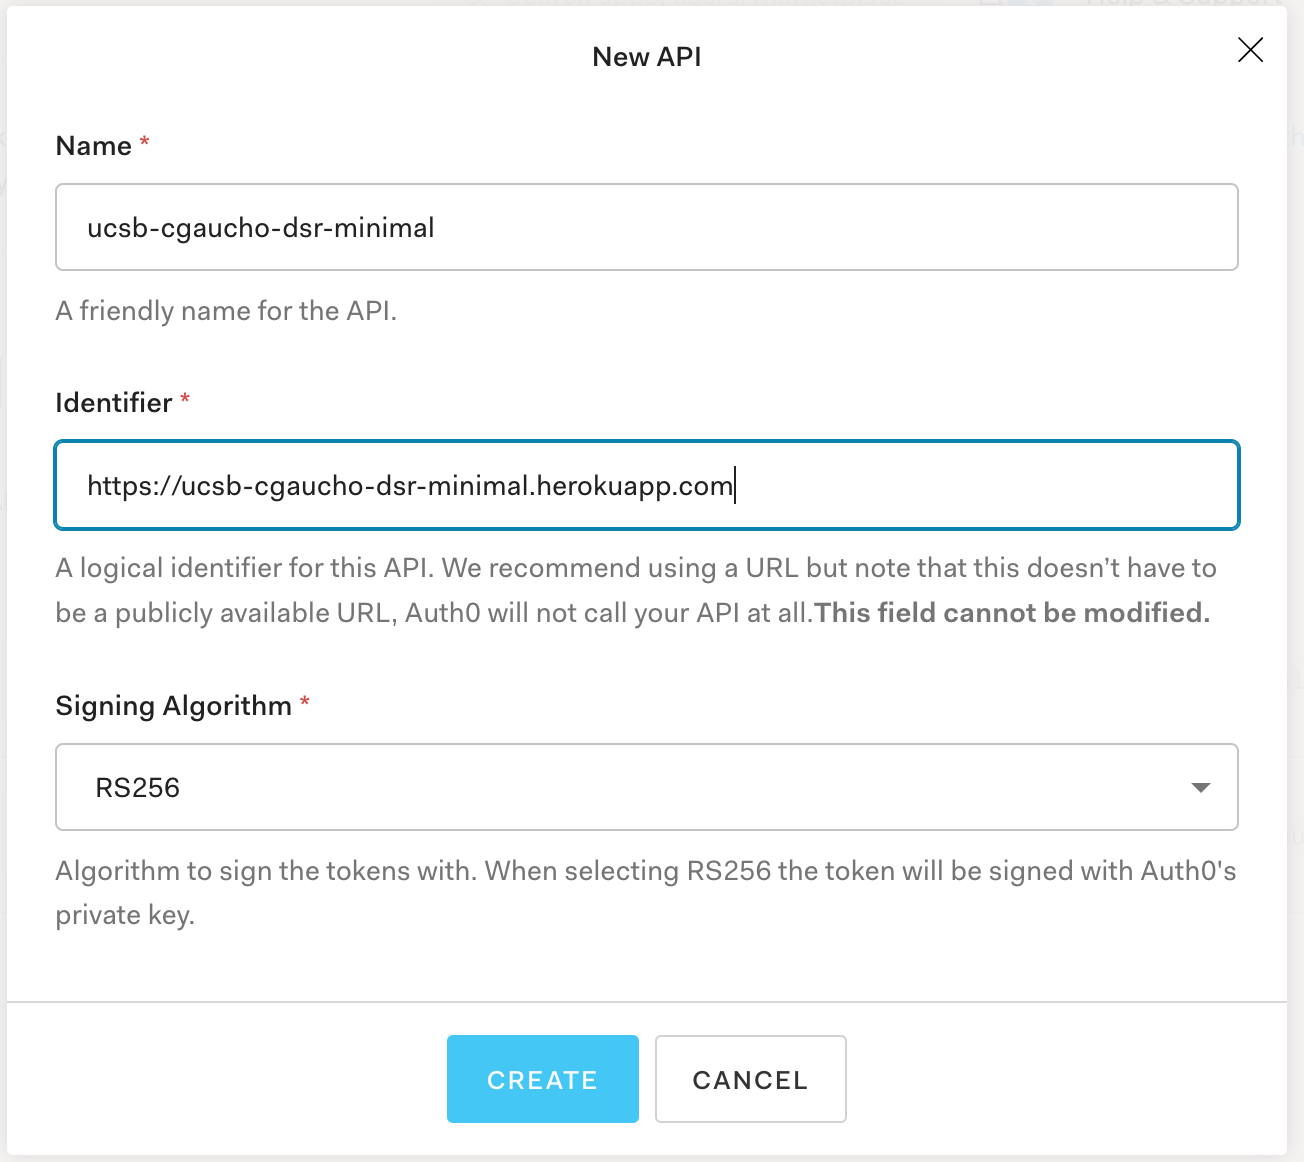 New API
Name *
ucsb-cgaucho-dsr-minimal
A friendly name for the API.
Identifier *
https://ucsb-cgaucho-dsr-minimal.herokuapp.com
A logical identifier for this API. We recommend using a URL but note that this doesn’t have to
be a publicly available URL, Auth0 will not call your API at all.This field cannot be modified.
Signing Algorithm *
RS256
Algorithm to sign the tokens with. When selecting RS256 the token will be signed with Auth0's
private key.
CREATE
CANCEL